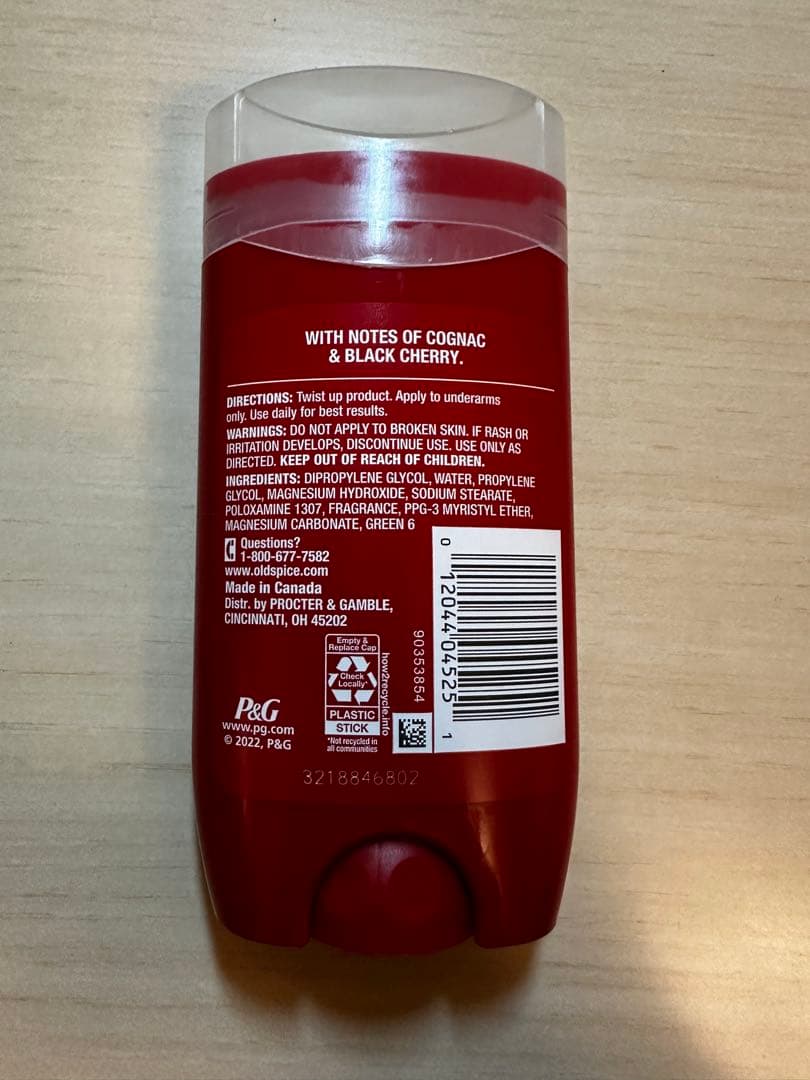 WITH NOTES OF COGNAC
& BLACK CHERRY.
DIRECTIONS: Twist up product. Apply to underarms
only. Use daily for best results.
WARNINGS: DO NOT APPLY TO BROKEN SKIN. IF RASH OR
IRRITATION DEVELOPS, DISCONTINUE USE. USE ONLY AS
DIRECTED. KEEP OUT OF REACH OF CHILDREN.
INGREDIENTS: DIPROPYLENE GLYCOL, WATER, PROPYLENE
GLYCOL, MAGNESIUM HYDROXIDE, SODIUM STEARATE,
POLOXAMINE 1307, FRAGRANCE, PPG-3 MYRISTYL ETHER,
MAGNESIUM CARBONATE, GREEN 6
Questions?
1-800-677-7582
www.oldspice.com
Made in Canada
Distr. by PROCTER & GAMBLE,
CINCINNATI, OH 45202
Empty &
Replace Cap
Check
Locally*
PLASTIC
STICK
*Not recycled in
all communities
how2recycle.info
90353854
0 12044 04525 1
P&G
www.pg.com
© 2022, P&G
3218846802